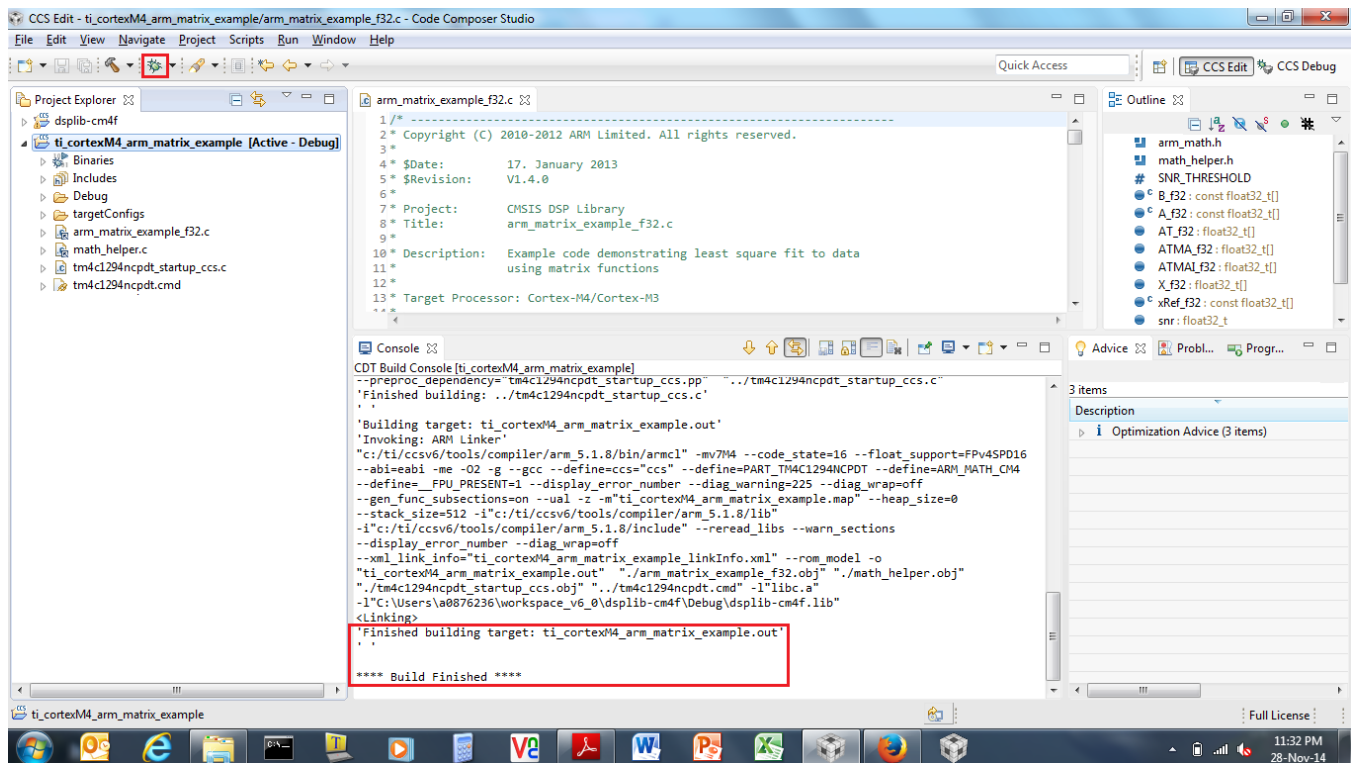 CCS Edit - ti_cortexM4_arm_matrix_example/arm_matrix_example_f32.c - Code Composer Studio
File Edit View Navigate Project Scripts Run Window Help
Quick Access
CCS Edit
CCS Debug
Project Explorer
dsplib-cm4f
ti_cortexM4_arm_matrix_example [Active - Debug]
Binaries
Includes
Debug
targetConfigs
arm_matrix_example_f32.c
math_helper.c
tm4c1294ncpdt_startup_ccs.c
tm4c1294ncpdt.cmd
arm_matrix_example_f32.c
1 /* ----------------------------------------------------------------------
2 * Copyright (C) 2010-2012 ARM Limited. All rights reserved.
3 *
4 * $Date: 17. January 2013
5 * $Revision: V1.4.0
6 *
7 * Project: CMSIS DSP Library
8 * Title: arm_matrix_example_f32.c
9 *
10 * Description: Example code demonstrating least square fit to data
11 * using matrix functions
12 *
13 * Target Processor: Cortex-M4/Cortex-M3
14 *
Outline
arm_math.h
math_helper.h
# SNR_THRESHOLD
B_f32 : const float32_t[]
A_f32 : const float32_t[]
AT_f32 : float32_t[]
ATMA_f32 : float32_t[]
ATMAI_f32 : float32_t[]
X_f32 : float32_t[]
xRef_f32 : const float32_t[]
snr : float32_t
Console
CDT Build Console [ti_cortexM4_arm_matrix_example]
--preproc_dependency="tm4c1294ncpdt_startup_ccs.pp" "../tm4c1294ncpdt_startup_ccs.c"
'Finished building: ../tm4c1294ncpdt_startup_ccs.c'
' '
'Building target: ti_cortexM4_arm_matrix_example.out'
'Invoking: ARM Linker'
"c:/ti/ccsv6/tools/compiler/arm_5.1.8/bin/armcl" -mv7M4 --code_state=16 --float_support=FPv4SPD16
--abi=eabi -me -O2 -g --gcc --define=ccs="ccs" --define=PART_TM4C1294NCPDT --define=ARM_MATH_CM4
--define=__FPU_PRESENT=1 --display_error_number --diag_warning=225 --diag_wrap=off
--gen_func_subsections=on --ual -z -m"ti_cortexM4_arm_matrix_example.map" --heap_size=0
--stack_size=512 -i"c:/ti/ccsv6/tools/compiler/arm_5.1.8/lib"
-i"c:/ti/ccsv6/tools/compiler/arm_5.1.8/include" --reread_libs --warn_sections
--display_error_number --diag_wrap=off
--xml_link_info="ti_cortexM4_arm_matrix_example_linkInfo.xml" --rom_model -o
"ti_cortexM4_arm_matrix_example.out" "./arm_matrix_example_f32.obj" "./math_helper.obj"
"./tm4c1294ncpdt_startup_ccs.obj" "../tm4c1294ncpdt.cmd" -l"libc.a"
-l"C:\Users\a0876236\workspace_v6_0\dsplib-cm4f\Debug\dsplib-cm4f.lib"
<Linking>
'Finished building target: ti_cortexM4_arm_matrix_example.out'
' '
**** Build Finished ****
Advice
Probl...
Progr...
3 items
Description
i Optimization Advice (3 items)
ti_cortexM4_arm_matrix_example
Full License
11:32 PM
28-Nov-14